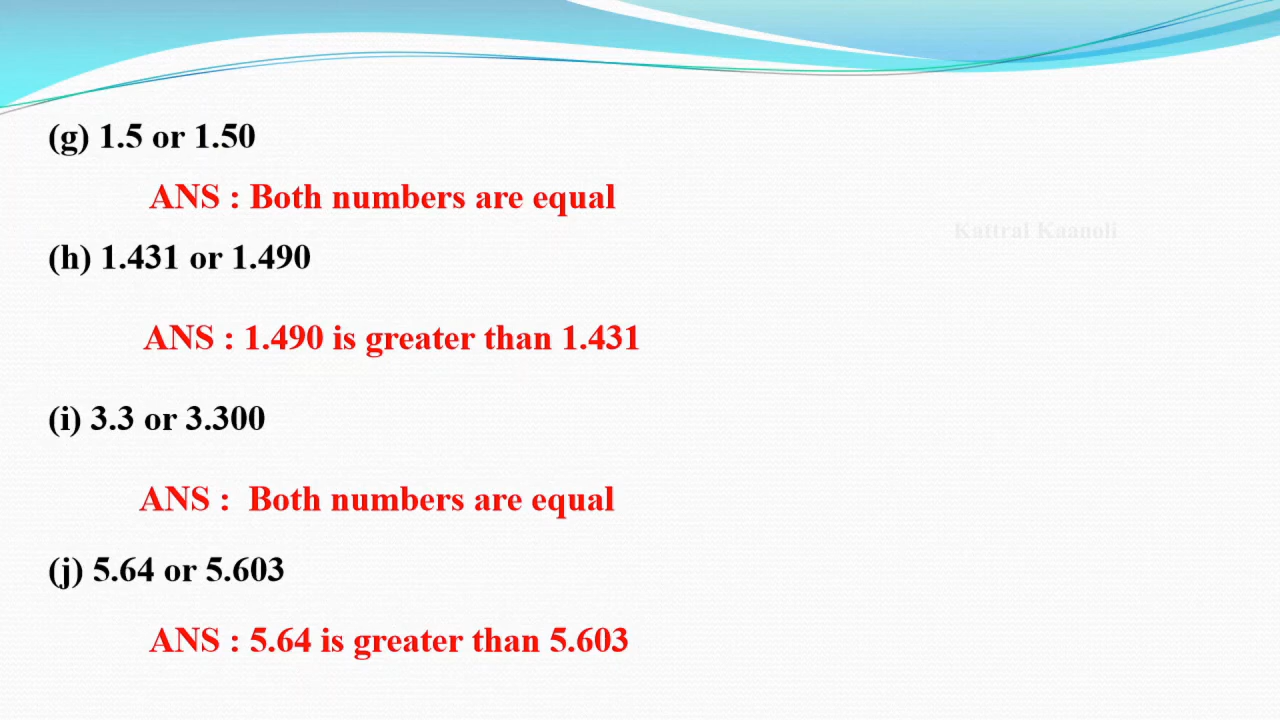 (g) 1.5 or 1.50
ANS : Both numbers are equal
Kattral Kaanoli
(h) 1.431 or 1.490
ANS : 1.490 is greater than 1.431
(i) 3.3 or 3.300
ANS : Both numbers are equal
(j) 5.64 or 5.603
ANS : 5.64 is greater than 5.603